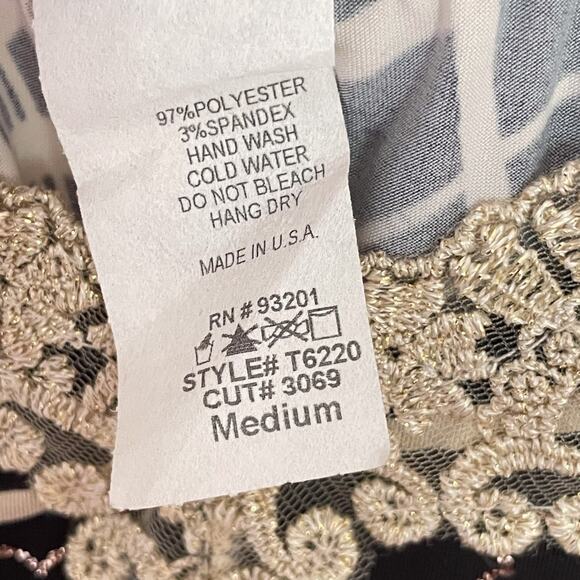 97%POLYESTER
3%SPANDEX
HAND WASH
COLD WATER
DO NOT BLEACH
HANG DRY
MADE IN U.S.A.
RN # 93201
STYLE# T6220
CUT# 3069
Medium